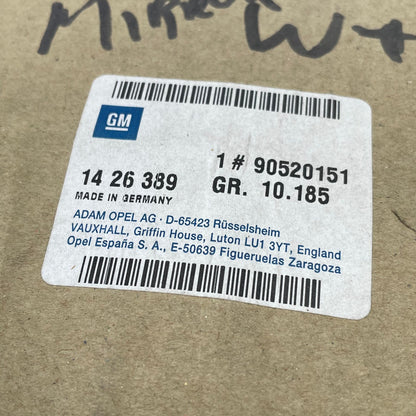 GM
1 # 90520151
14 26 389
GR. 10.185
MADE IN GERMANY
ADAM OPEL AG · D-65423 Rüsselsheim
VAUXHALL, Griffin House, Luton LU1 3YT, England
Opel España S. A., E-50639 Figueruelas Zaragoza